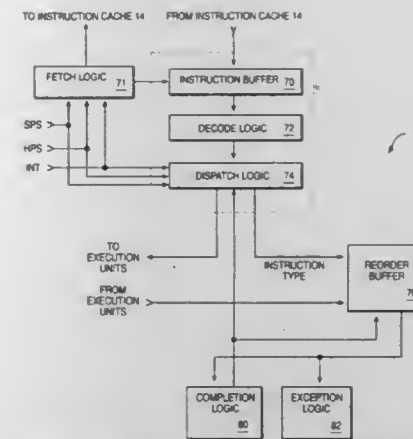 TO INSTRUCTION CACHE 14
FROM INSTRUCTION CACHE 14
FETCH LOGIC
71
INSTRUCTION BUFFER 70
DECODE LOGIC 72
SPS
HPS
INT
DISPATCH LOGIC 74
TO
EXECUTION
UNITS
INSTRUCTION
TYPE
REORDER
BUFFER
FROM
EXECUTION
UNITS
COMPLETION
LOGIC
80
EXCEPTION
LOGIC
82